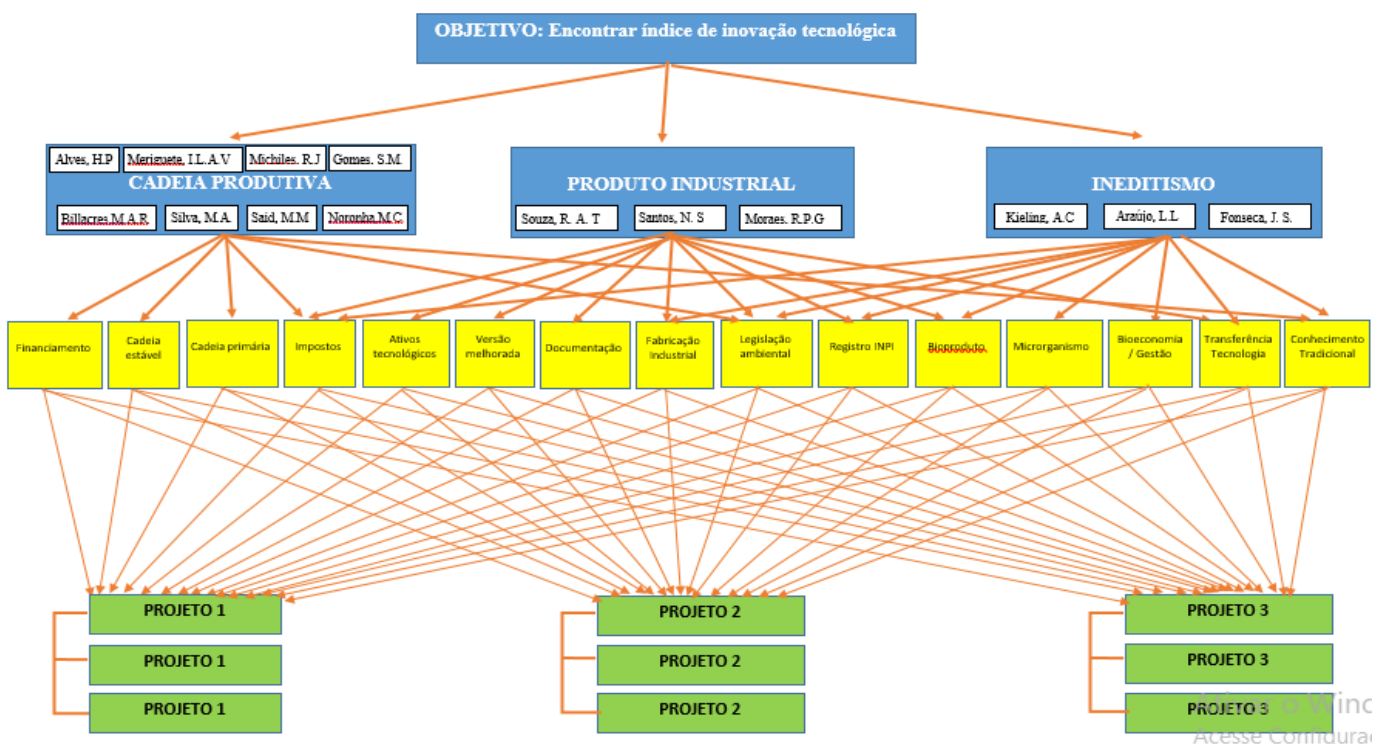 OBJETIVO: Encontrar índice de inovação tecnológica
Alves, H.P
Meriguete, I.L.A.V
Michiles. R.J
Gomes. S.M.
CADEIA PRODUTIVA
Billacres,M.A.R
Silva, M.A
Said, M.M
Noronha,M.C
PRODUTO INDUSTRIAL
Souza, R. A. T
Santos, N. S
Moraes. R.P.G
INEDITISMO
Kieling, A.C
Araújo, L.L
Fonseca, J. S.
Financiamento
Cadeia
estável
Cadeia primária
Impostos
Ativos
tecnológicos
Versão
melhorada
Documentação
Fabricação
Industrial
Legislação
ambiental
Registro INPI
Bioproduto
Microrganismo
Bioeconomia
/ Gestão
Transferência
Tecnologia
Conhecimento
Tradicional
PROJETO 1
PROJETO 2
PROJETO 3
PROJETO 1
PROJETO 2
PROJETO 3
PROJETO 1
PROJETO 2
PROJETO 3
Acesse